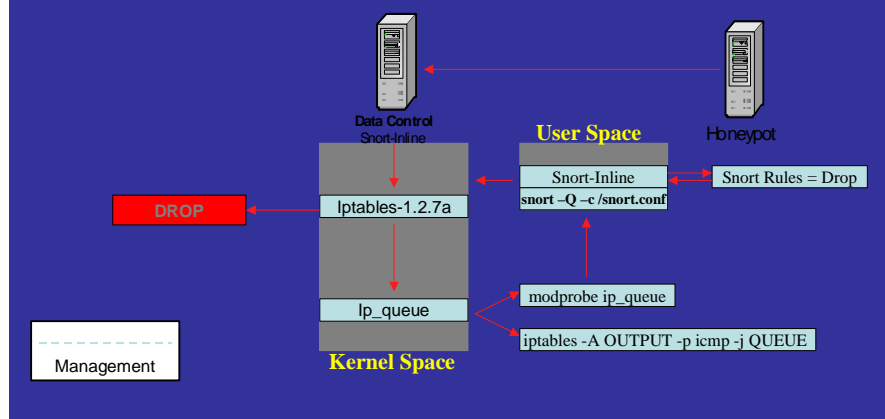 Data Control
Snort-Inline
Honeypot
User Space
Snort-Inline
snort –Q –c /snort.conf
Snort Rules = Drop
DROP
Iptables-1.2.7a
Ip_queue
modprobe ip_queue
iptables -A OUTPUT -p icmp -j QUEUE
Kernel Space
Management